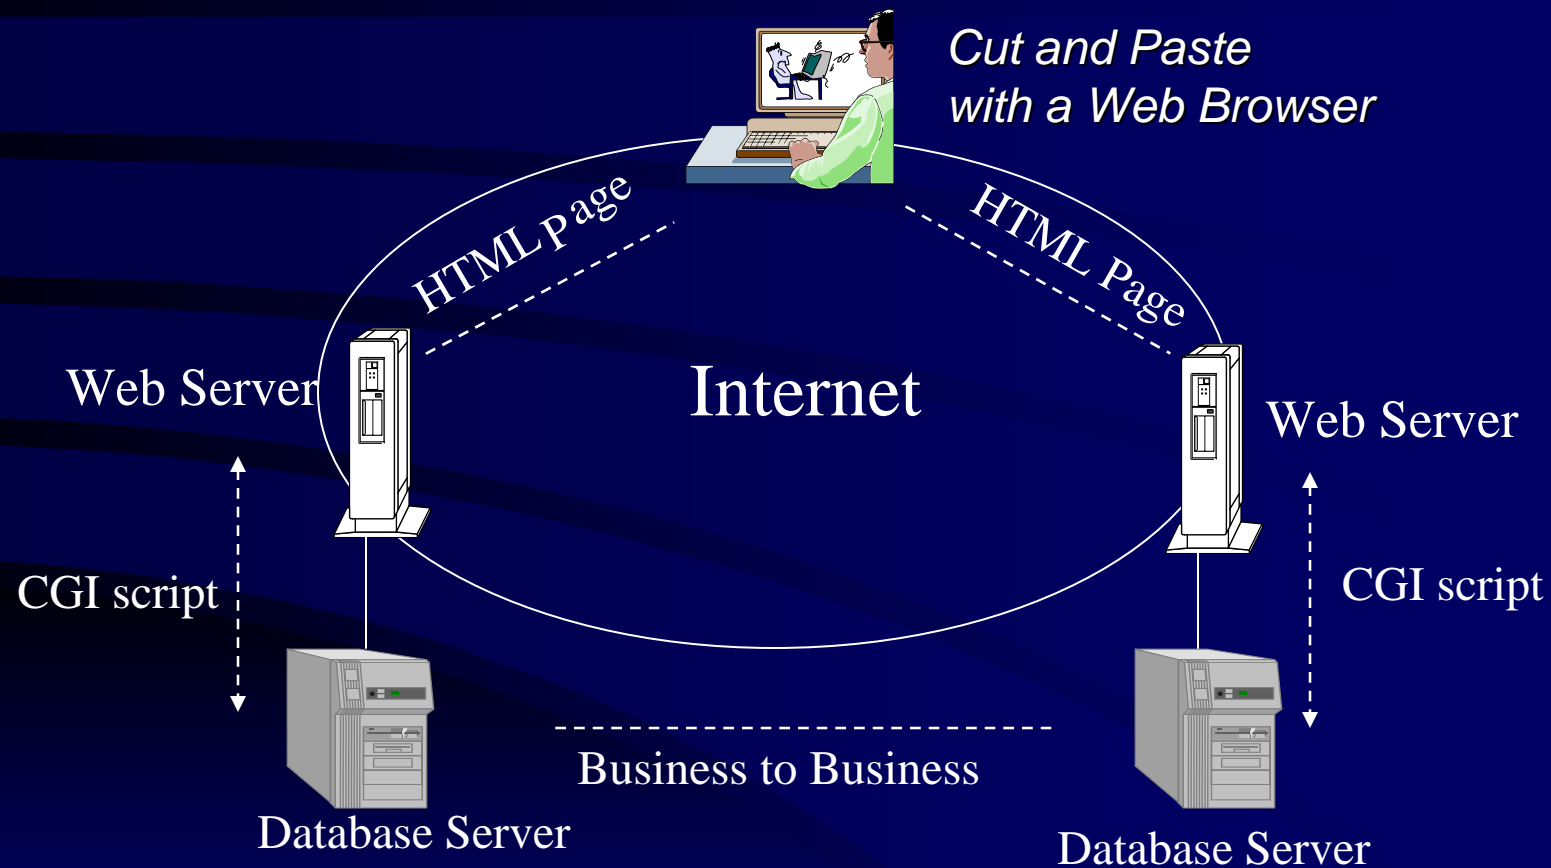 Cut and Paste
with a Web Browser
HTML Page
HTML Page
Web Server
Internet
Web Server
CGI script
CGI script
Business to Business
Database Server
Database Server